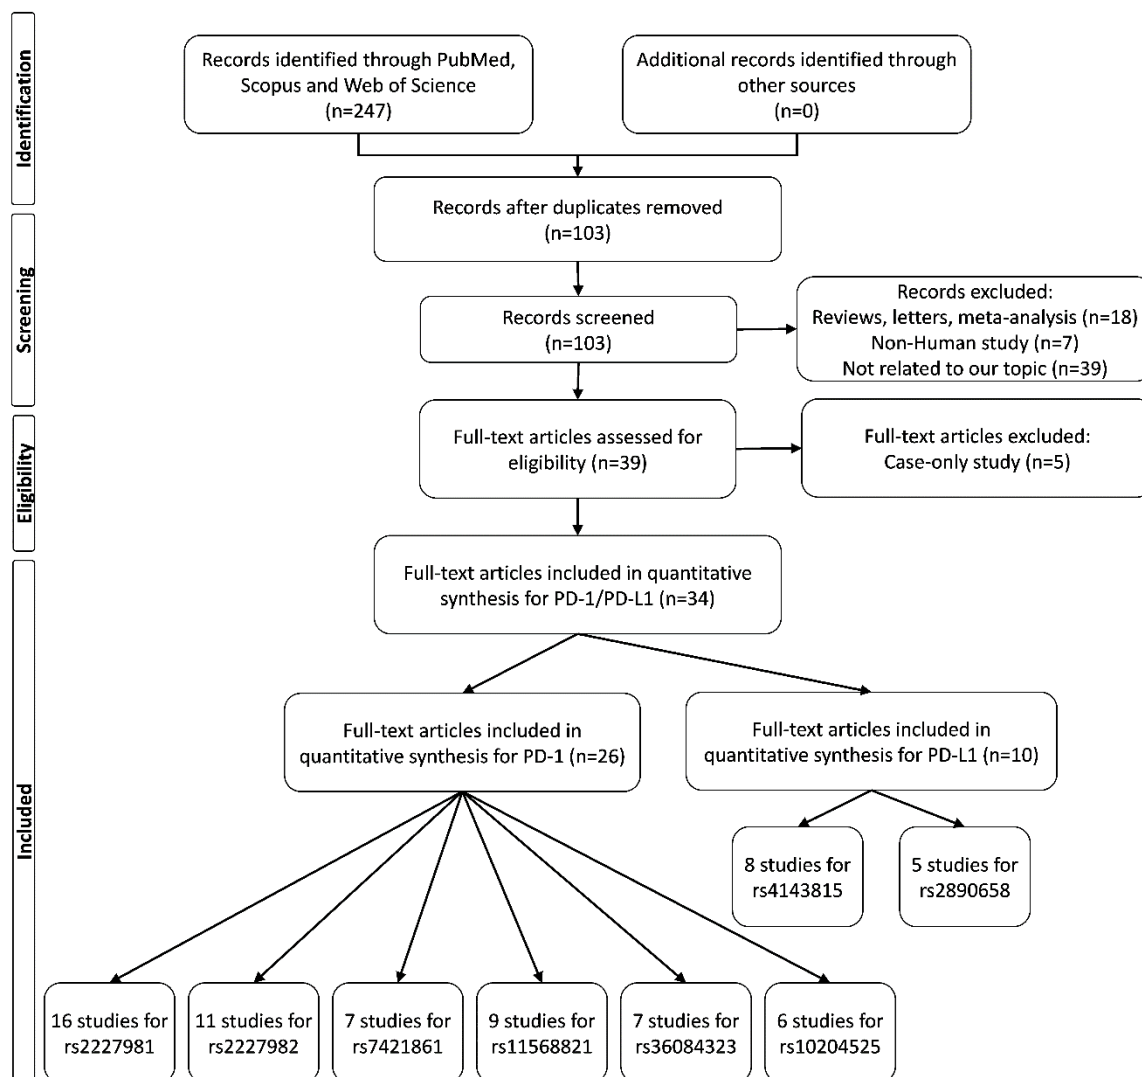 Identification
Records identified through PubMed,
Scopus and Web of Science
(n=247)
Additional records identified through
other sources
(n=0)
Records after duplicates removed
(n=103)
Screening
Records screened
(n=103)
Records excluded:
Reviews, letters, meta-analysis (n=18)
Non-Human study (n=7)
Not related to our topic (n=39)
Eligibility
Full-text articles assessed for
eligibility (n=39)
Full-text articles excluded:
Case-only study (n=5)
Included
Full-text articles included in quantitative
synthesis for PD-1/PD-L1 (n=34)
Full-text articles included in
quantitative synthesis for PD-1 (n=26)
Full-text articles included in
quantitative synthesis for PD-L1 (n=10)
8 studies for
rs4143815
5 studies for
rs2890658
16 studies for
rs2227981
11 studies for
rs2227982
7 studies for
rs7421861
9 studies for
rs11568821
7 studies for
rs36084323
6 studies for
rs10204525